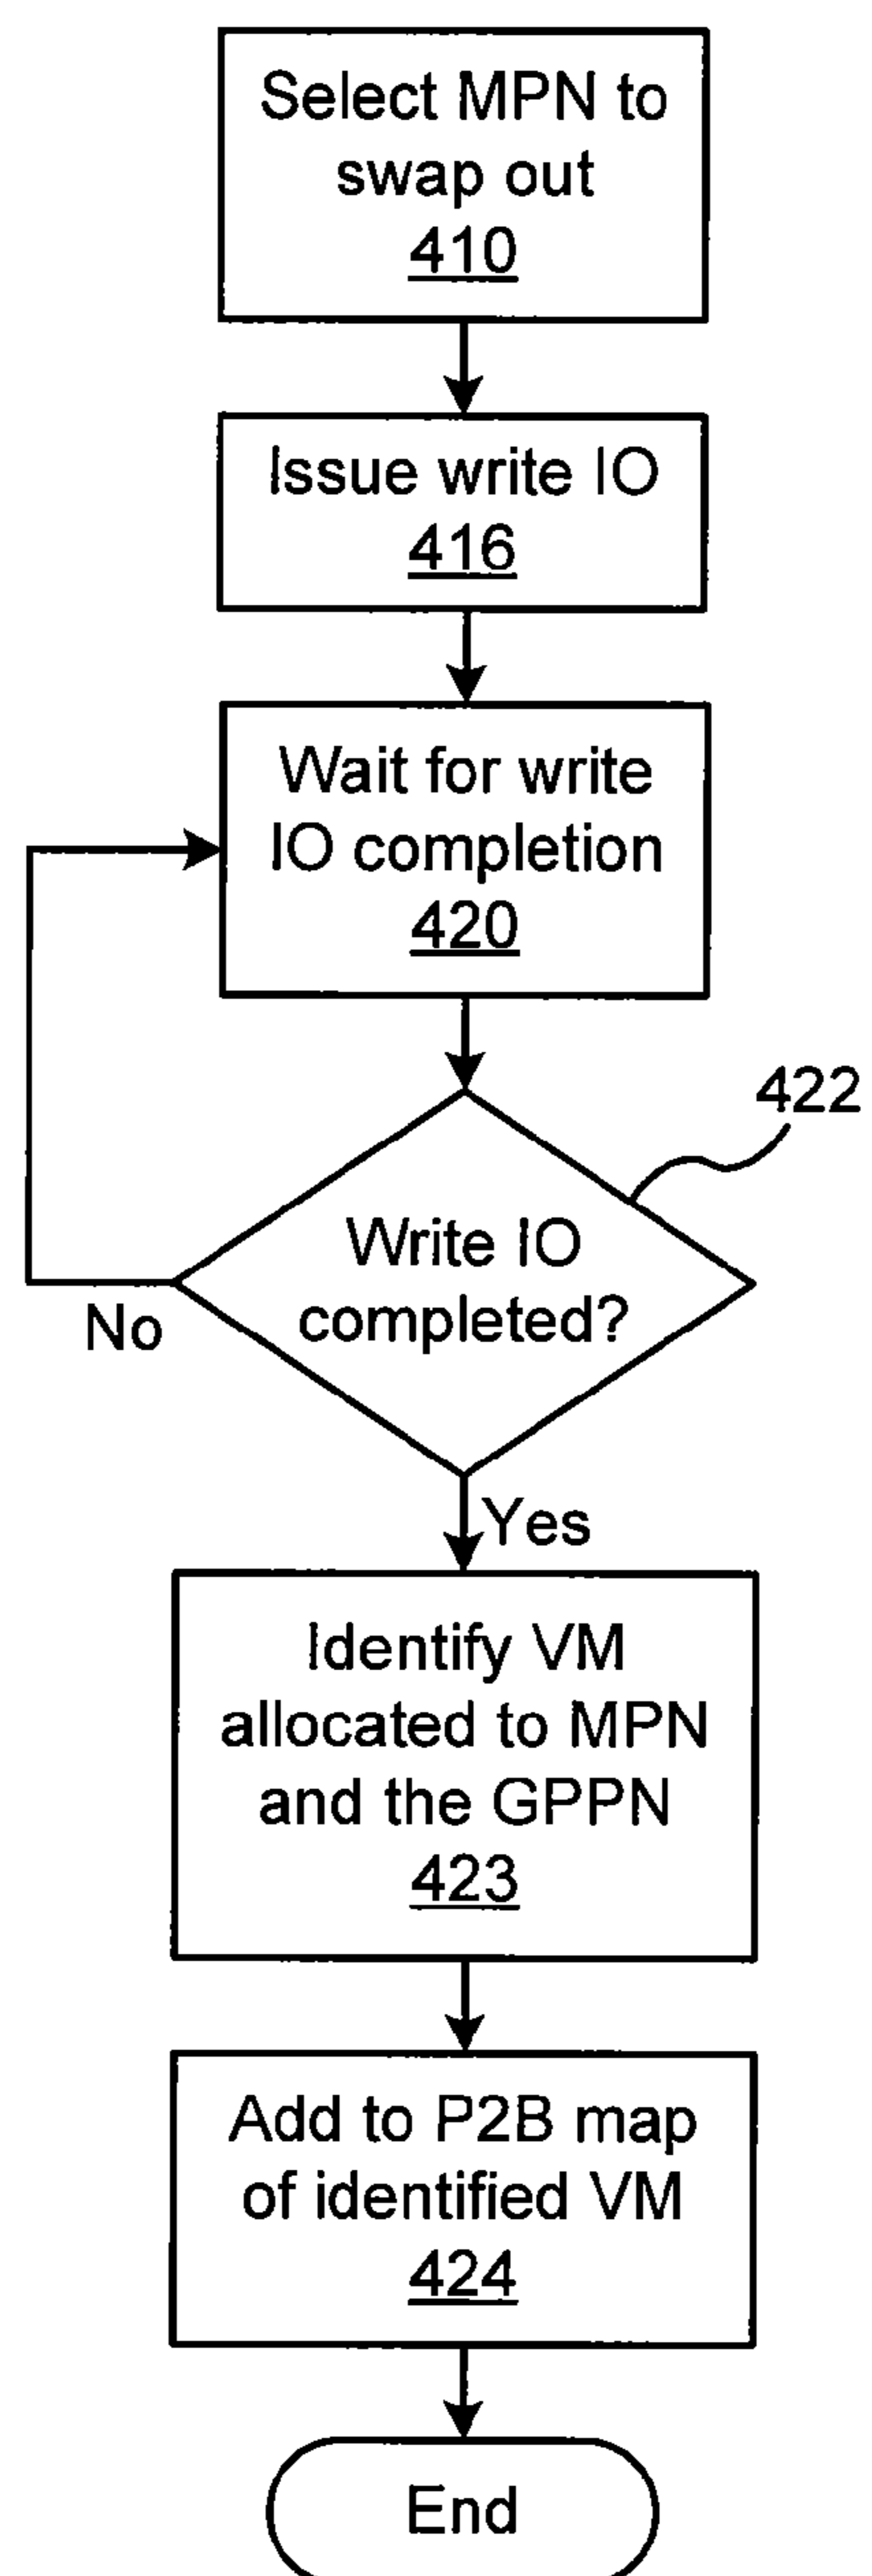 Select MPN to
swap out
410
Issue write IO
416
Wait for write
IO completion
420
422
Write IO
completed?
No
Yes
Identify VM
allocated to MPN
and the GPPN
423
Add to P2B map
of identified VM
424
End